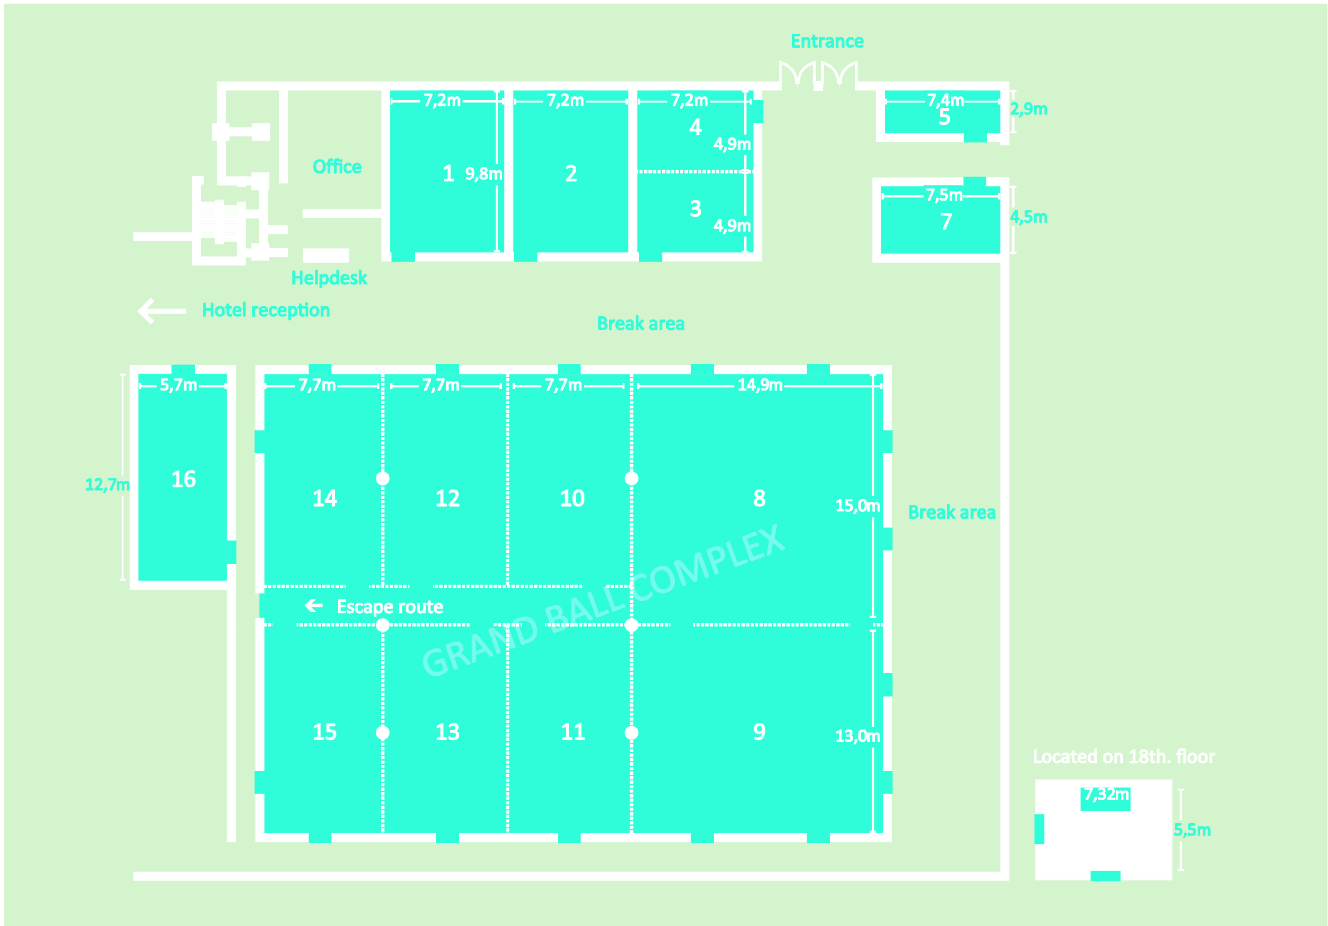 Entrance
7,2m
7,2m
7,2m
7,4m
2,9m
5
4
4,9m
Office
1
9,8m
2
3
4,9m
7,5m
4,5m
7
Helpdesk
Hotel reception
Break area
5,7m
7,7m
7,7m
7,7m
14,9m
16
12,7m
14
12
10
8
15,0m
Break area
Escape route
GRAND BALL COMPLEX
15
13
11
9
13,0m
Located on 18th. floor
7,32m
5,5m